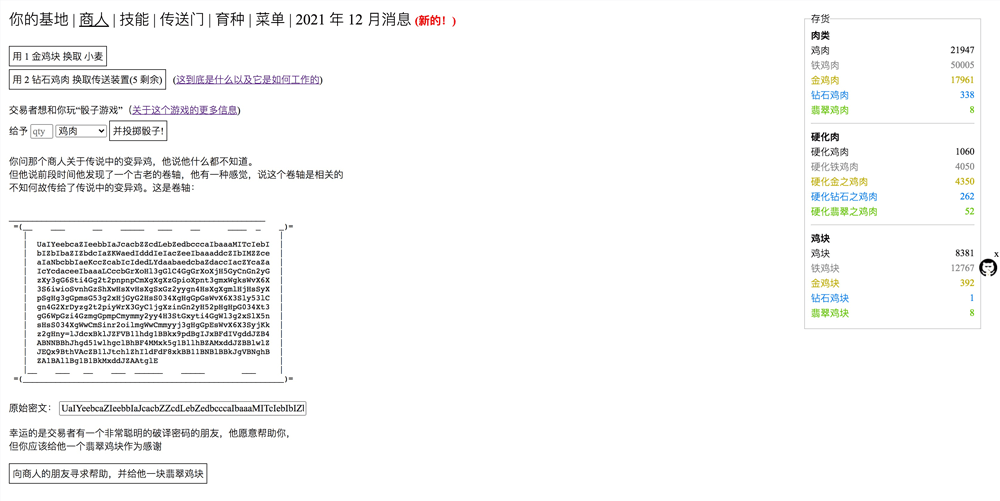 你的基地 | 商人 | 技能 | 传送门 | 育种 | 菜单 | 2021 年 12 月消息 (新的！)
用 1 金鸡块 换取 小麦
用 2 钻石鸡肉 换取传送装置(5 剩余) (这到底是什么以及它是如何工作的)
交易者想和你玩“骰子游戏” (关于这个游戏的更多信息)
给予 qty 鸡肉 并投掷骰子!
你问那个商人关于传说中的变异鸡，他说他什么都不知道。
但他说前段时间他发现了一个古老的卷轴，他有一种感觉，说这个卷轴是相关的
不知何故传给了传说中的变异鸡。这是卷轴：
UaIYeebcaZIeebbIaJcacbZZcdLebZedbcccaIbaaaMITcIebI
bIZbIbaZIZbdcIaZKWaedIdddIeIacZeeIbaaaddcZIbIMZZce
aIaNbcbbIaeKccZcabIcIdedLYdaabaedcbaZdaccIacZYcaZa
IcYcdaceeIbaaaLCccbGrXoHl3gGlC4GgGrXoXjH5GyCnGn2yG
zXy3gG6Sti4Gg2t2pnpnpCmXgXgXzGpioXpnt3gmxWgksWvX6X
3S6iwioSvnhGzShXwHsXvHsXgSxGz2yygn4HsXgXgmlHjHsSyX
pSgHg3gGpmsG53g2xHjGyG2HsS034XgHgGpGsWvX6X3Sly53lC
gn4G2XrDyzg2t2piyWrX3GyCljgXzinGn2yH52pHgHpG034Xt3
gG6WpGzi4GzmgGpmpCmymmy2yy4H3StGxyti4GgWl3g2xSlX5n
sHsS034XgWwCmSinr2oilmgWwCmmyyj3gHgGpEsWvX6X3SyjKk
z2gHny=lJdcxBklJZFVB1lhdglBBkx9pdBgIJxBFdIVgddJZB4
ABNNBBhJhgd51wlhgclBhBF4MMxk5g1BllhBZAMxddJZBBlwlZ
JEQx9BthVAcZB1lJtchlZhIldFdF8xkBB1lBNBlBBkJgVBNghB
ZA1BAllBg1B1BkMxddJZAAtglE
原始密文： UaIYeebcaZIeebbIaJcacbZZcdLebZedbcccaIbaaaMITcIebIbIZl
幸运的是交易者有一个非常聪明的破译密码的朋友，他愿意帮助你，
但你应该给他一个翡翠鸡块作为感谢
向商人的朋友寻求帮助，并给他一块翡翠鸡块
存货
肉类
鸡肉 21947
铁鸡肉 50005
金鸡肉 17961
钻石鸡肉 338
翡翠鸡肉 8
硬化肉
硬化鸡肉 1060
硬化铁鸡肉 4050
硬化金之鸡肉 4350
硬化钻石之鸡肉 262
硬化翡翠之鸡肉 52
鸡块
鸡块 8381
铁鸡块 12767
金鸡块 392
钻石鸡块 1
翡翠鸡块 8
x